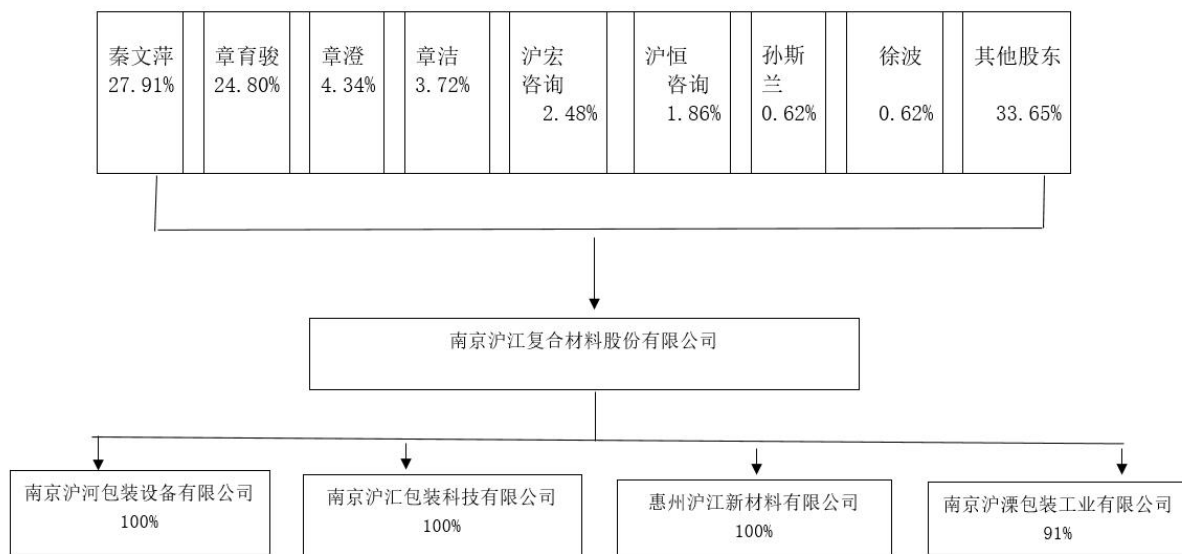 秦文萍
27.91%
章育骏
24.80%
章澄
4.34%
章洁
3.72%
沪宏
咨询
2.48%
沪恒
咨询
1.86%
孙斯
兰
0.62%
徐波
0.62%
其他股东
33.65%
南京沪江复合材料股份有限公司
南京沪河包装设备有限公司
100%
南京沪汇包装科技有限公司
100%
惠州沪江新材料有限公司
100%
南京沪溧包装工业有限公司
91%